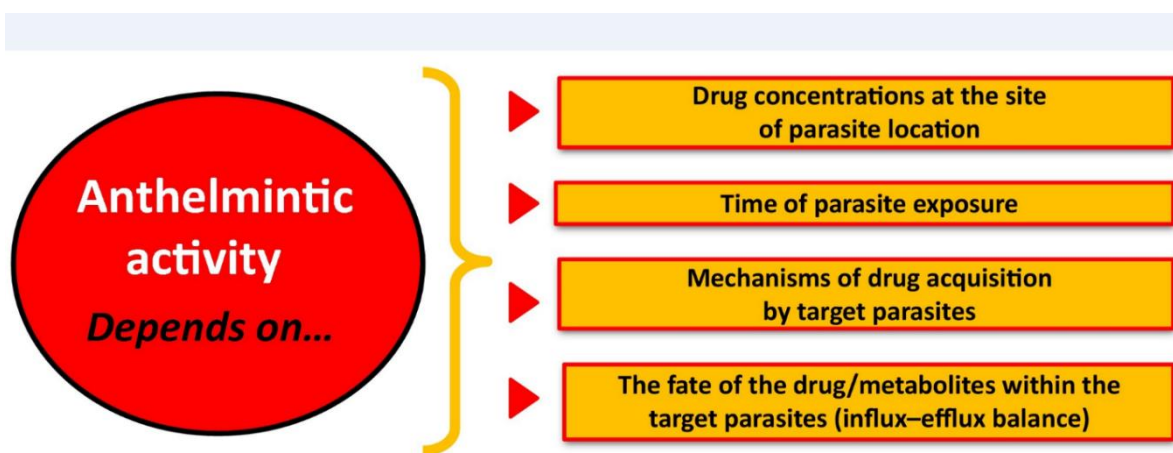 Anthelmintic
activity
Depends on...
Drug concentrations at the site
of parasite location
Time of parasite exposure
Mechanisms of drug acquisition
by target parasites
The fate of the drug/metabolites within the
target parasites (influx–efflux balance)